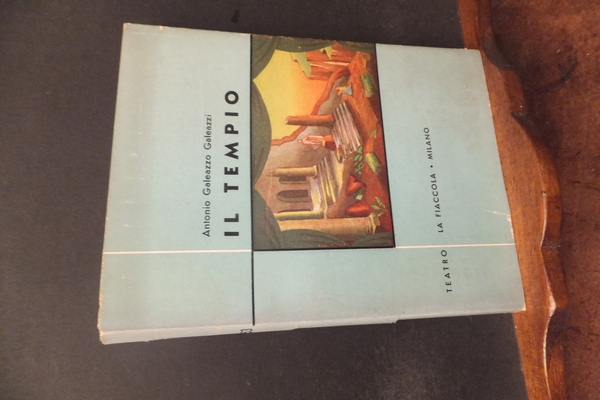 Antonio Galeazzo Galeazzi
IL TEMPIO
TEATRO
LA FIACCOLA • MILANO